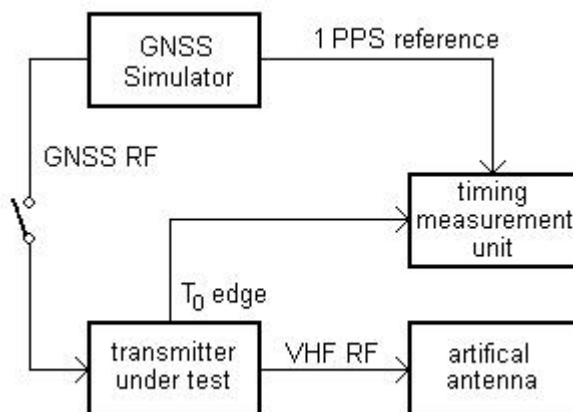 GNSS
Simulator
1 PPS reference
GNSS RF
timing
measurement
unit
T0 edge
transmitter
under test
VHF RF
artifical
antenna